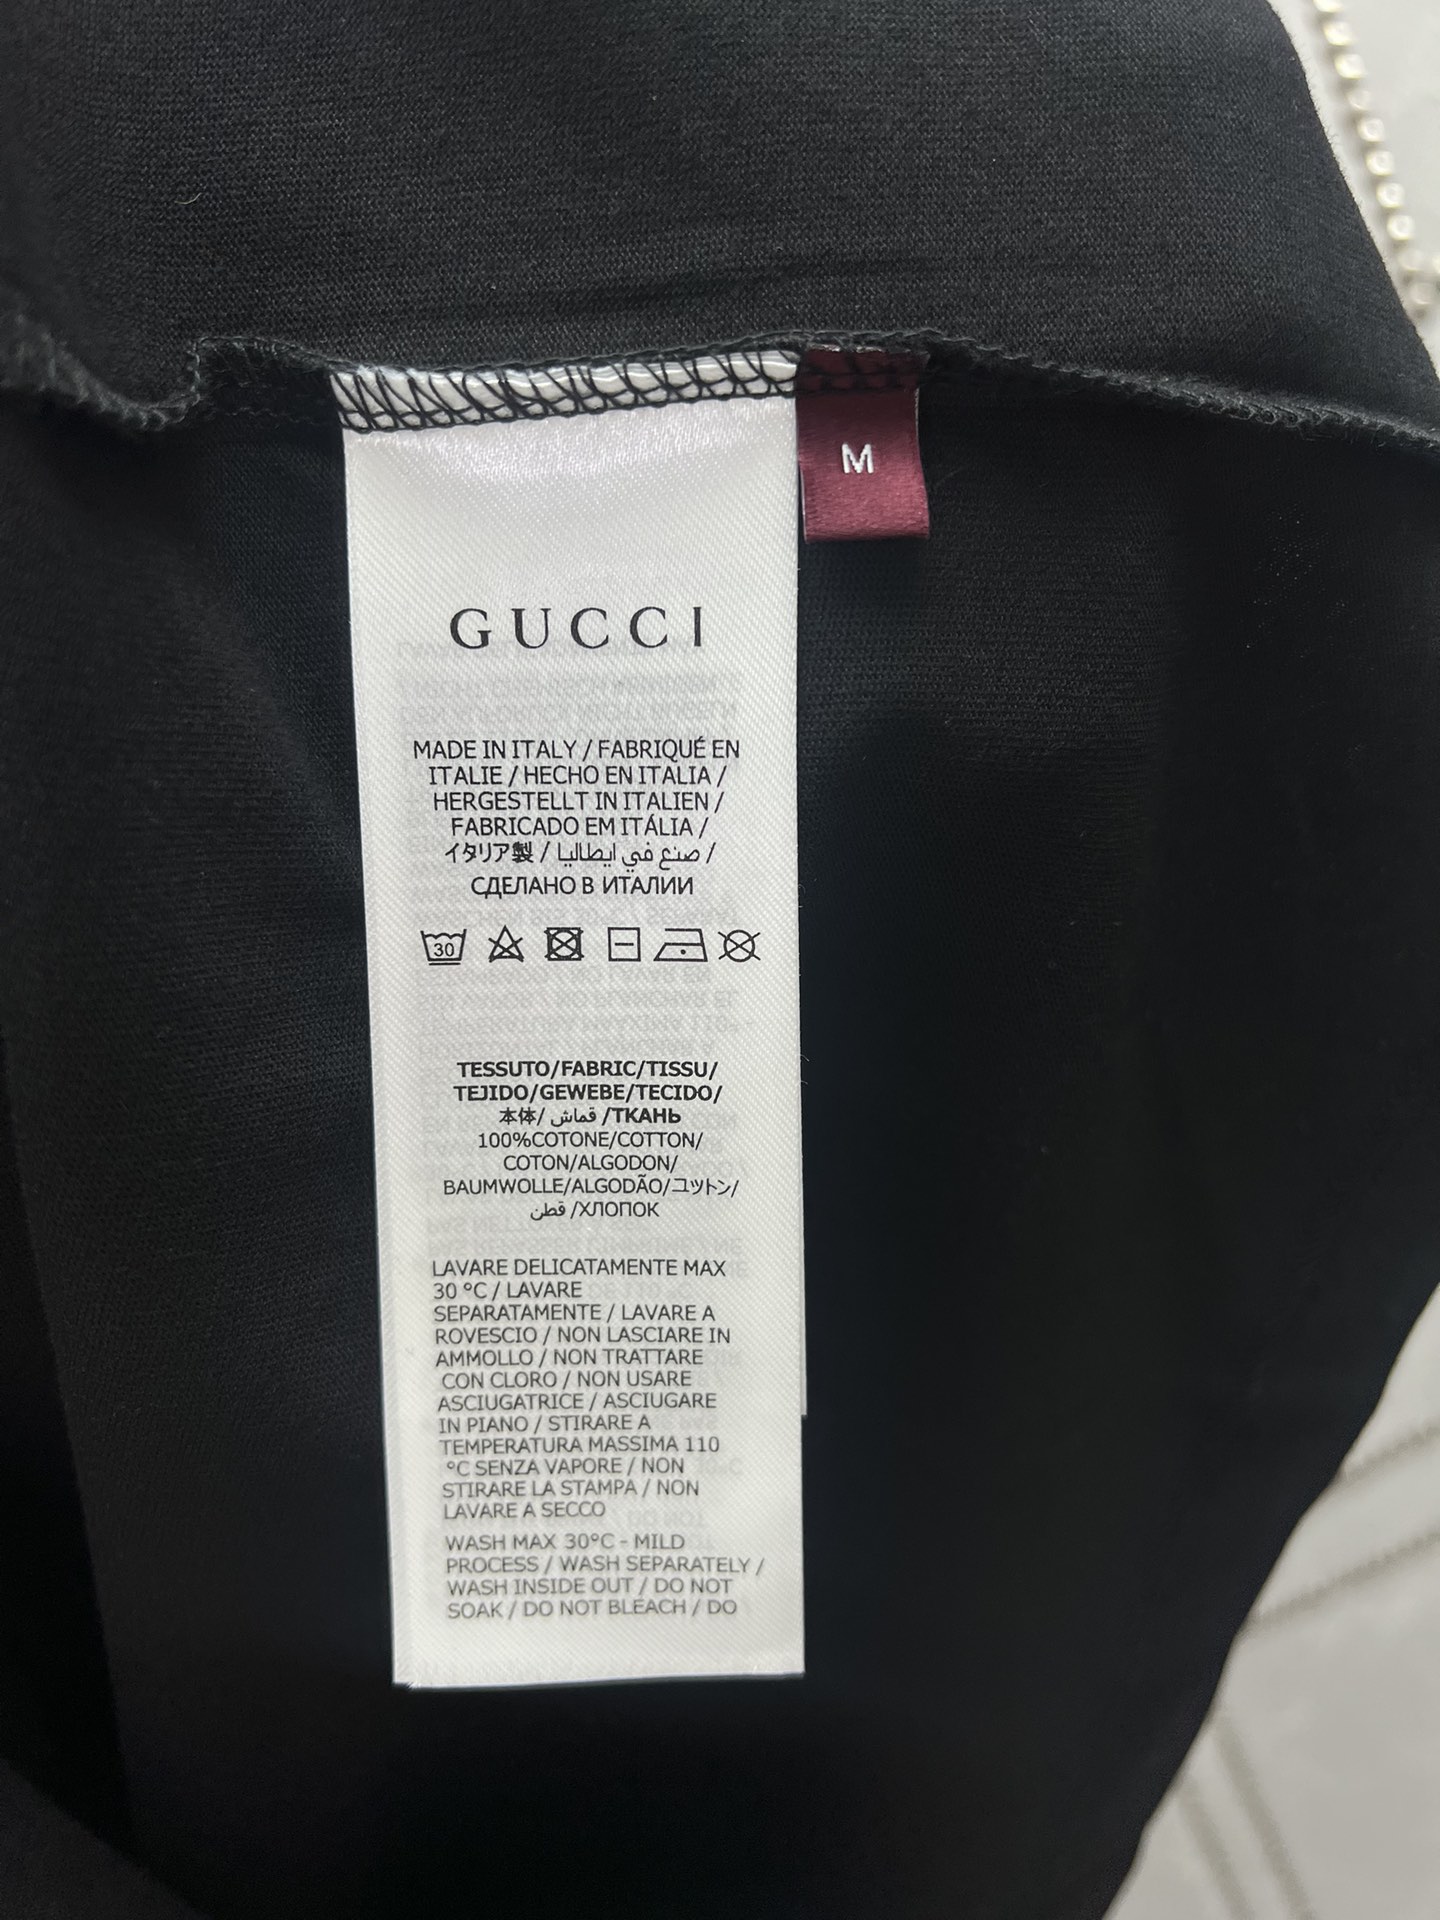 M
GUCCI
MADE IN ITALY / FABRIQUÉ EN
ITALIE / HECHO EN ITALIA /
HERGESTELLT IN ITALIEN /
FABRICADO EM ITÁLIA /
イタリア製 / صنع في ايطاليا /
СДЕЛАНО В ИТАЛИИ
30
TESSUTO/FABRIC/TISSU/
TEJIDO/GEWEBE/TECIDO/
本体/ قماش /ТКАНЬ
100%COTONE/COTTON/
COTON/ALGODON/
BAUMWOLLE/ALGODÃO/コットン/
قطن /ХЛОПОК
LAVARE DELICATAMENTE MAX
30 °C / LAVARE
SEPARATAMENTE / LAVARE A
ROVESCIO / NON LASCIARE IN
AMMOLLO / NON TRATTARE
CON CLORO / NON USARE
ASCIUGATRICE / ASCIUGARE
IN PIANO / STIRARE A
TEMPERATURA MASSIMA 110
°C SENZA VAPORE / NON
STIRARE LA STAMPA / NON
LAVARE A SECCO
WASH MAX 30°C - MILD
PROCESS / WASH SEPARATELY /
WASH INSIDE OUT / DO NOT
SOAK / DO NOT BLEACH / DO